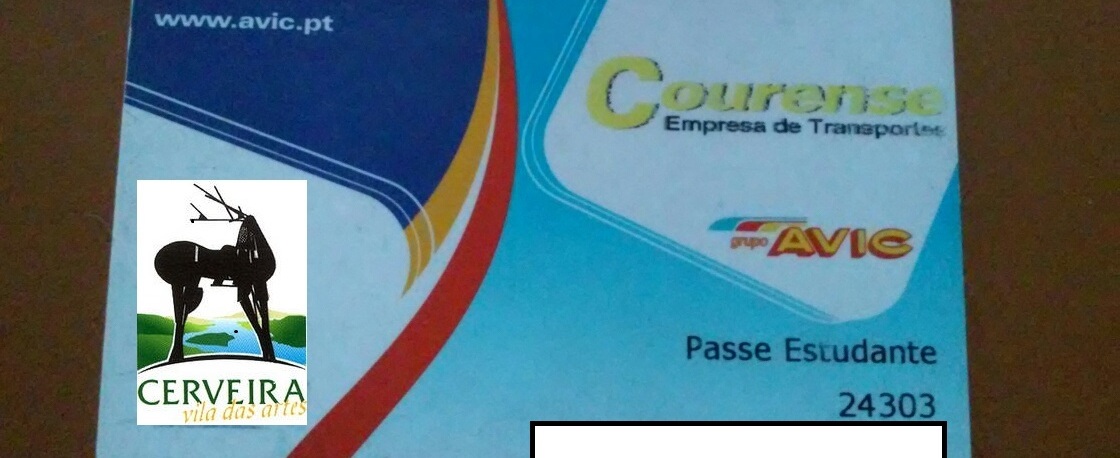 www.avic.pt
Courense
Empresa de Transportes
grupo AVIC
Passe Estudante
24303
CERVEIRA
vila das artes